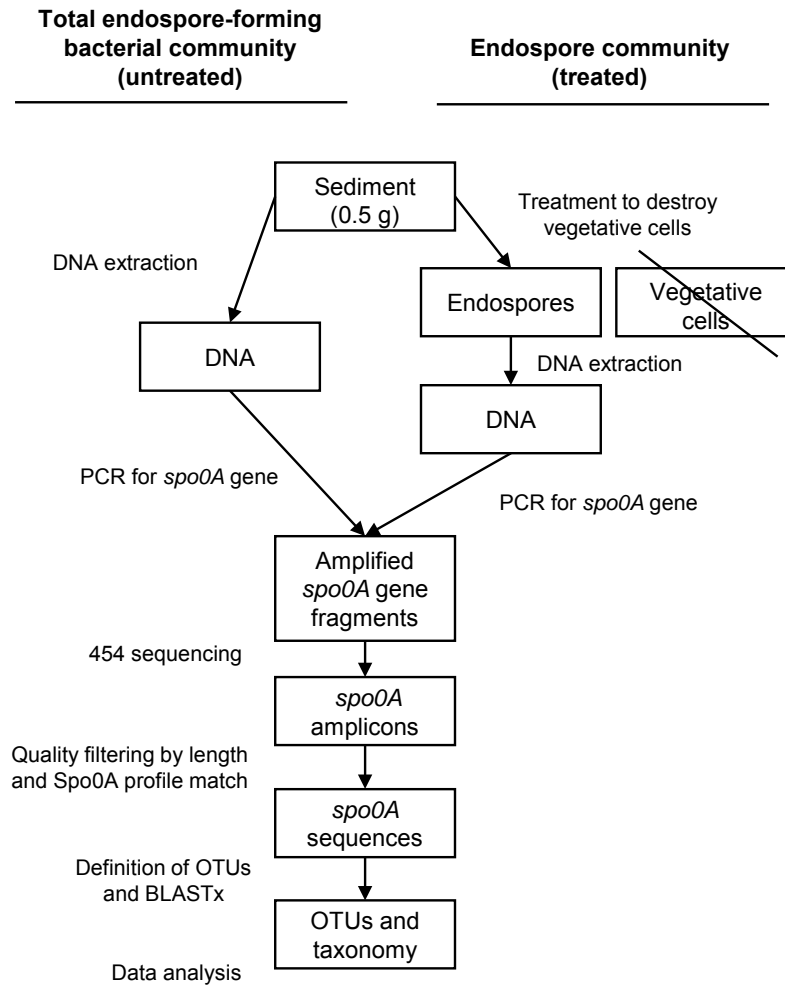 Total endospore-forming
bacterial community
(untreated)
Endospore community
(treated)
Sediment
(0.5 g)
Treatment to destroy
vegetative cells
DNA extraction
Endospores
Vegetative
cells
DNA
DNA extraction
DNA
PCR for spo0A gene
PCR for spo0A gene
Amplified
spo0A gene
fragments
454 sequencing
spo0A
amplicons
Quality filtering by length
and Spo0A profile match
spo0A
sequences
Definition of OTUs
and BLASTx
OTUs and
taxonomy
Data analysis